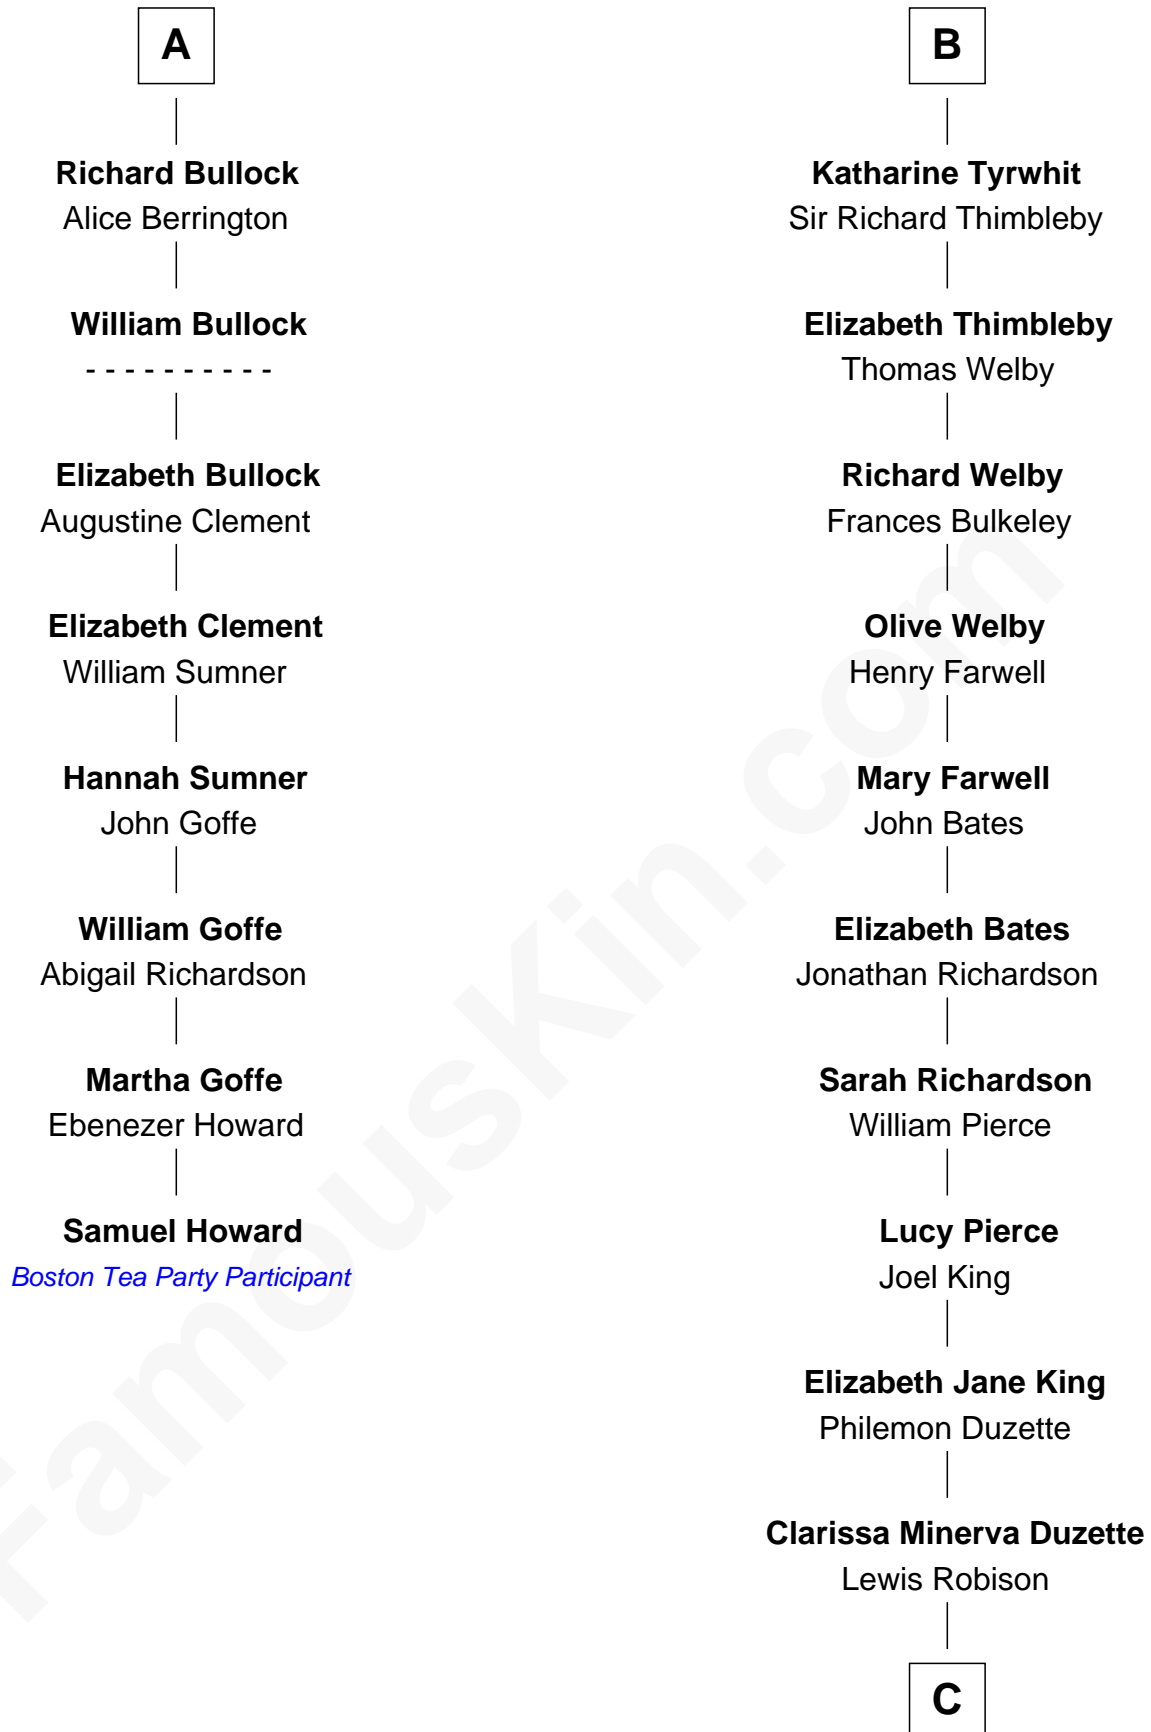 A
Richard Bullock
Alice Berrington
William Bullock
- - - - - - - - - -
Elizabeth Bullock
Augustine Clement
Elizabeth Clement
William Sumner
Hannah Sumner
John Goffe
William Goffe
Abigail Richardson
Martha Goffe
Ebenezer Howard
Samuel Howard
Boston Tea Party Participant
B
Katharine Tyrwhit
Sir Richard Thimbleby
Elizabeth Thimbleby
Thomas Welby
Richard Welby
Frances Bulkeley
Olive Welby
Henry Farwell
Mary Farwell
John Bates
Elizabeth Bates
Jonathan Richardson
Sarah Richardson
William Pierce
Lucy Pierce
Joel King
Elizabeth Jane King
Philemon Duzette
Clarissa Minerva Duzette
Lewis Robison
C
FamousKin.com